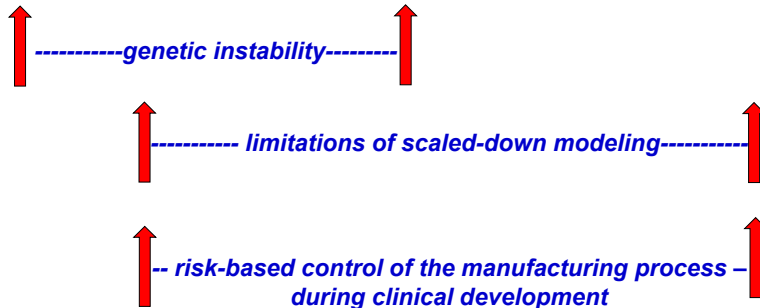 -----------genetic instability---------
----------- limitations of scaled-down modeling-----------
-- risk-based control of the manufacturing process –
during clinical development